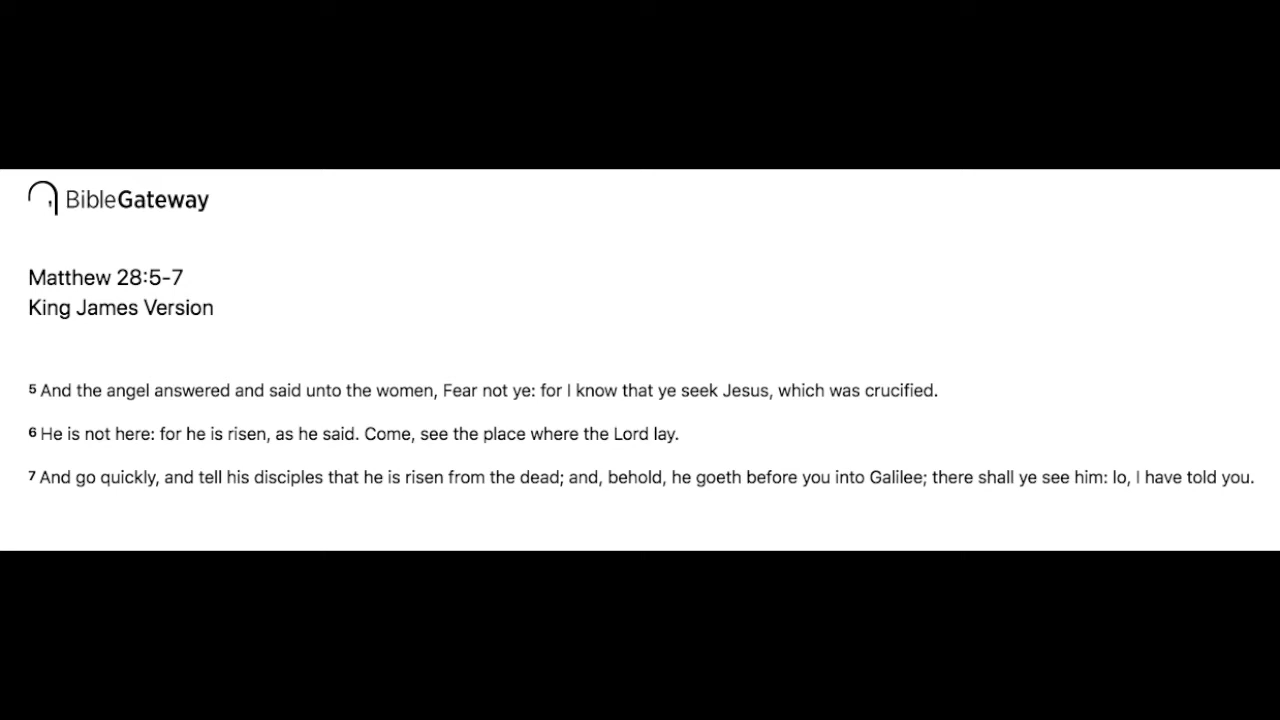 BibleGateway
Matthew 28:5-7
King James Version
5 And the angel answered and said unto the women, Fear not ye: for I know that ye seek Jesus, which was crucified.
6 He is not here: for he is risen, as he said. Come, see the place where the Lord lay.
7 And go quickly, and tell his disciples that he is risen from the dead; and, behold, he goeth before you into Galilee; there shall ye see him: lo, I have told you.